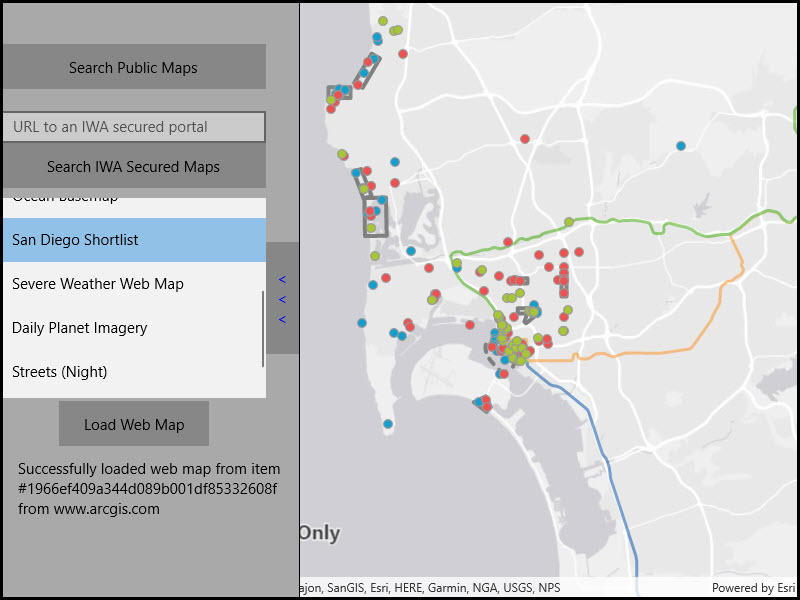 Search Public Maps
URL to an IWA secured portal
Search IWA Secured Maps
Ocean Basemap
San Diego Shortlist
Severe Weather Web Map
<
<
<
Daily Planet Imagery
Streets (Night)
Load Web Map
Successfully loaded web map from item
#1966ef409a344d089b001df85332608f
from www.arcgis.com
Only
ajon, SanGIS, Esri, HERE, Garmin, NGA, USGS, NPS
Powered by Esri